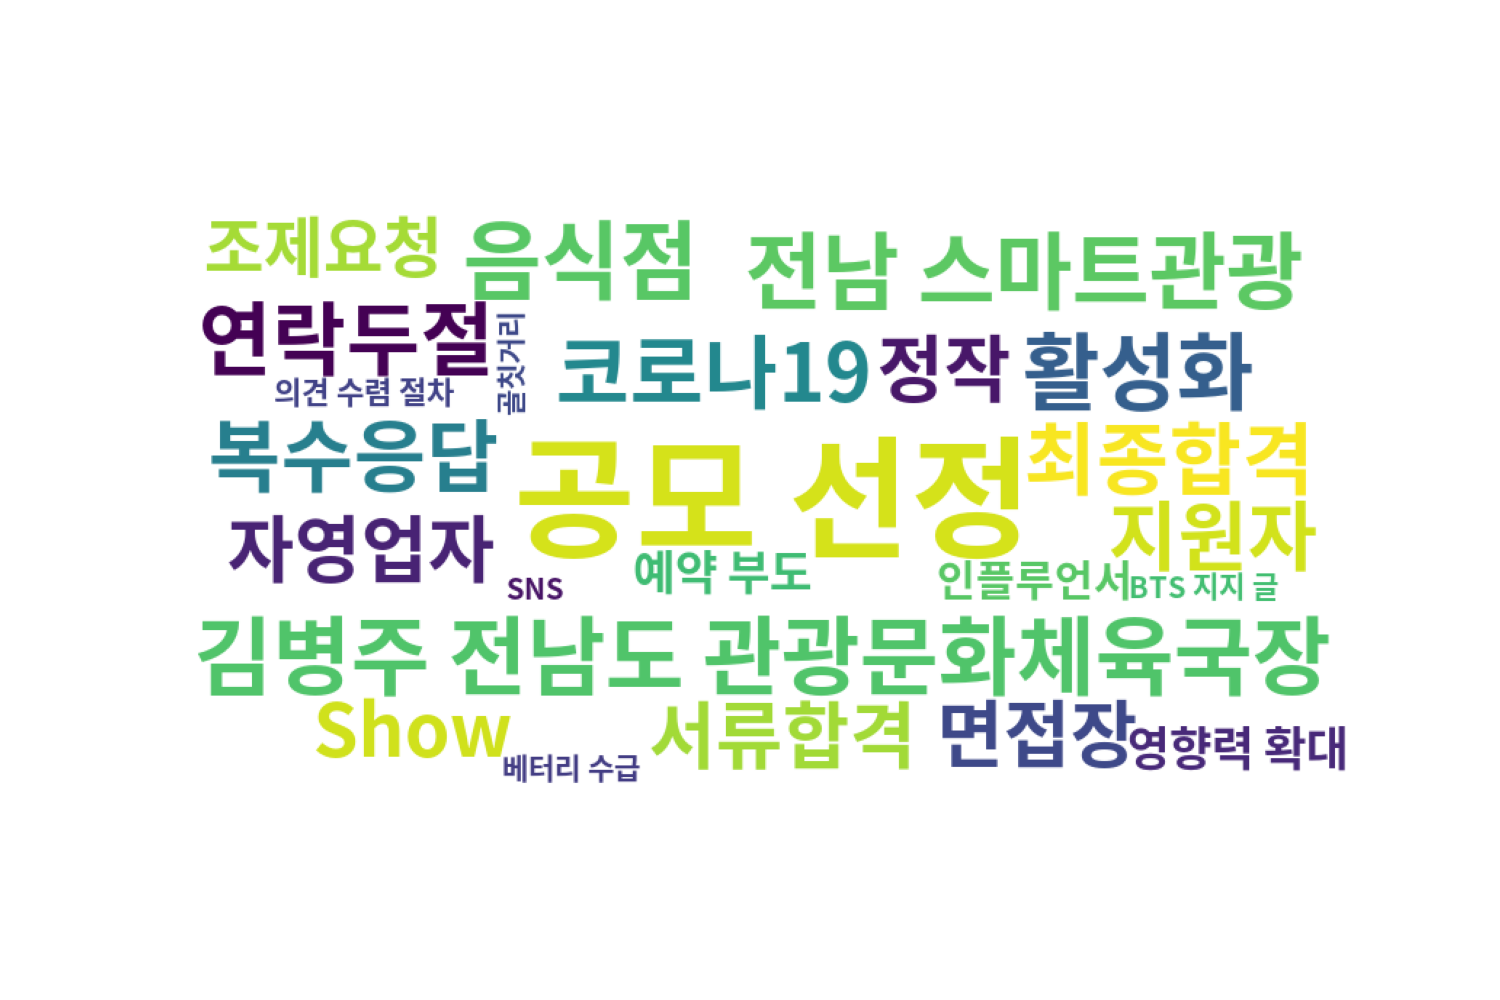 조제요청 음식점 전남 스마트관광
연락두절 골칫거리 코로나19 정작 활성화
의견 수렴 절차
복수응답 공모 선정 최종합격
자영업자 지원자
SNS 예약 부도 인플루언서 BTS 지지 글
김병주 전남도 관광문화체육국장
Show 서류합격 면접장 영향력 확대
베터리 수급